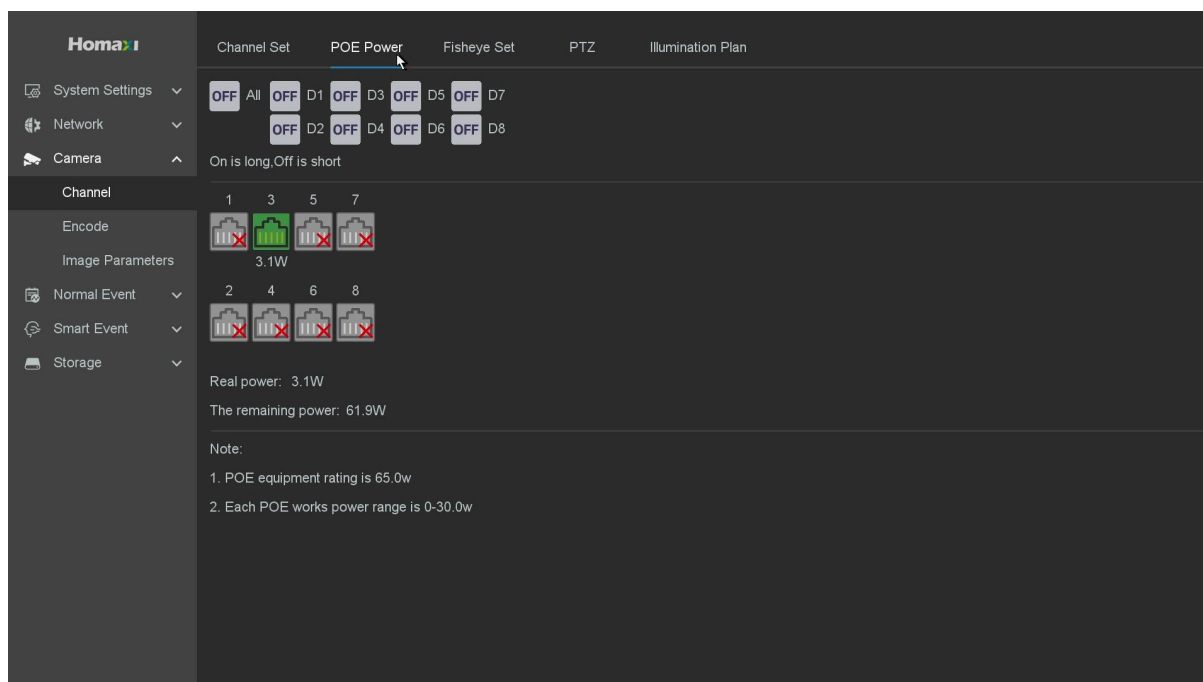 Homaxi
Channel Set POE Power Fisheye Set PTZ Illumination Plan
System Settings
Network
Camera
Channel
Encode
Image Parameters
Normal Event
Smart Event
Storage
OFF All OFF D1 OFF D3 OFF D5 OFF D7
OFF D2 OFF D4 OFF D6 OFF D8
On is long,Off is short
1 3 5 7
3.1W
2 4 6 8
Real power: 3.1W
The remaining power: 61.9W
Note:
1. POE equipment rating is 65.0w
2. Each POE works power range is 0-30.0w